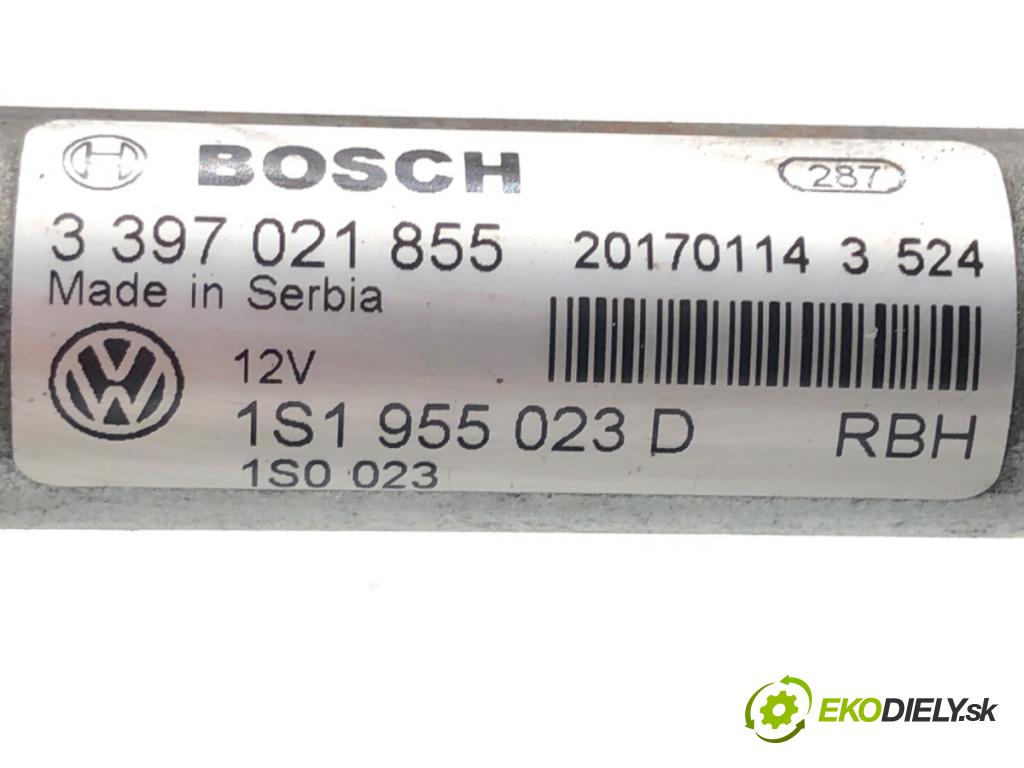 BOSCH 287
3 397 021 855 20170114 3 524
Made in Serbia
12V
1S1 955 023 D RBH
1S0 023
EKODIELY.sk